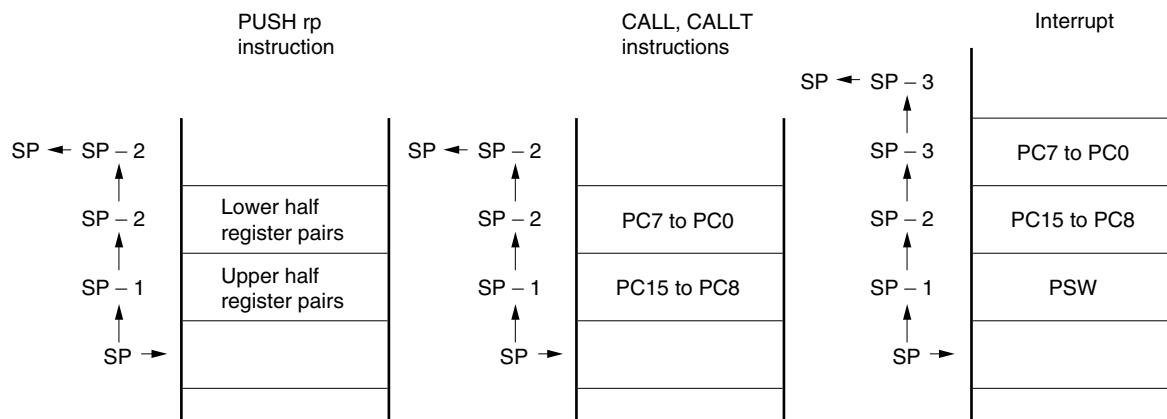 PUSH rp
instruction
SP ← SP – 2
SP – 2
Lower half
register pairs
SP – 1
Upper half
register pairs
SP
CALL, CALLT
instructions
SP ← SP – 2
SP – 2
PC7 to PC0
SP – 1
PC15 to PC8
SP
Interrupt
SP ← SP – 3
SP – 3
PC7 to PC0
SP – 2
PC15 to PC8
SP – 1
PSW
SP